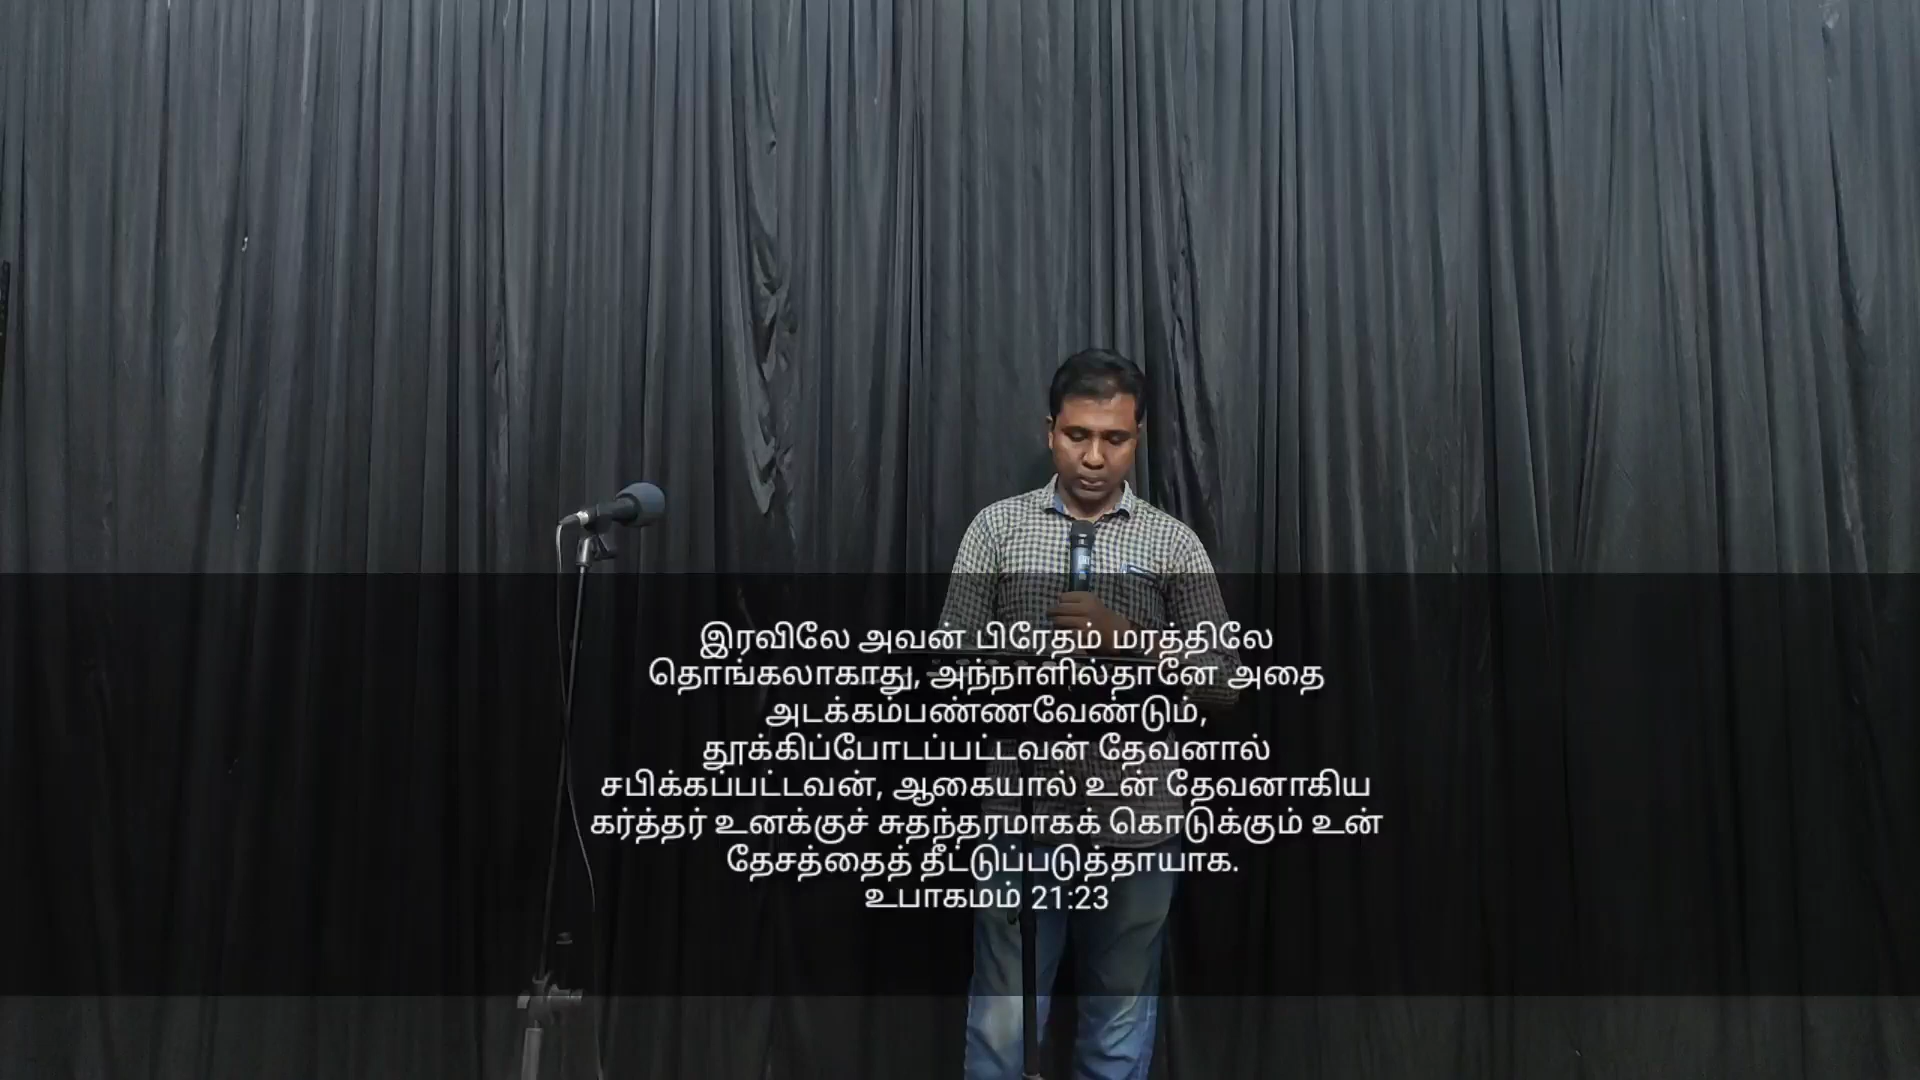 இரவிலே அவன் பிரேதம் மரத்திலே
தொங்கலாகாது, அந்நாளில்தானே அதை
அடக்கம்பண்ணவேண்டும்,
தூக்கிப்போடப்பட்டவன் தேவனால்
சபிக்கப்பட்டவன், ஆகையால் உன் தேவனாகிய
கர்த்தர் உனக்குச் சுதந்தரமாகக் கொடுக்கும் உன்
தேசத்தைத் தீட்டுப்படுத்தாயாக.
உபாகமம் 21:23